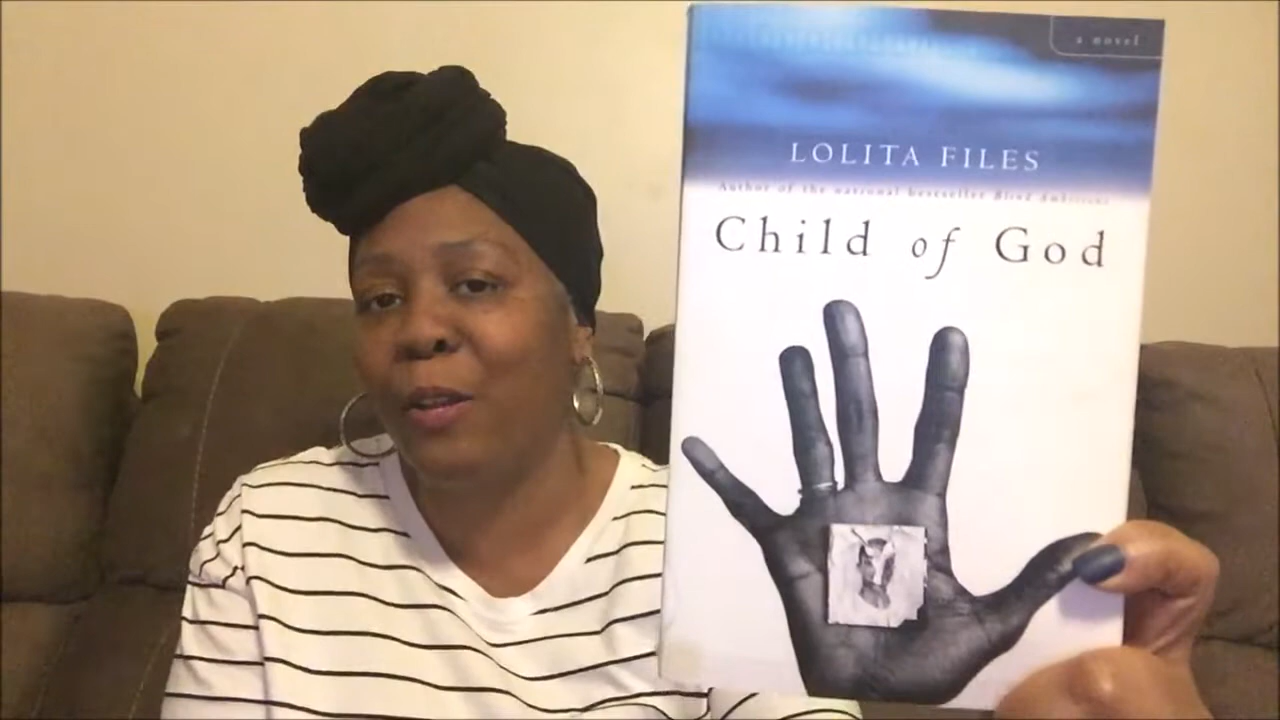 a novel
LOLITA FILES
Author of the national bestseller Blind Ambitions
Child of God